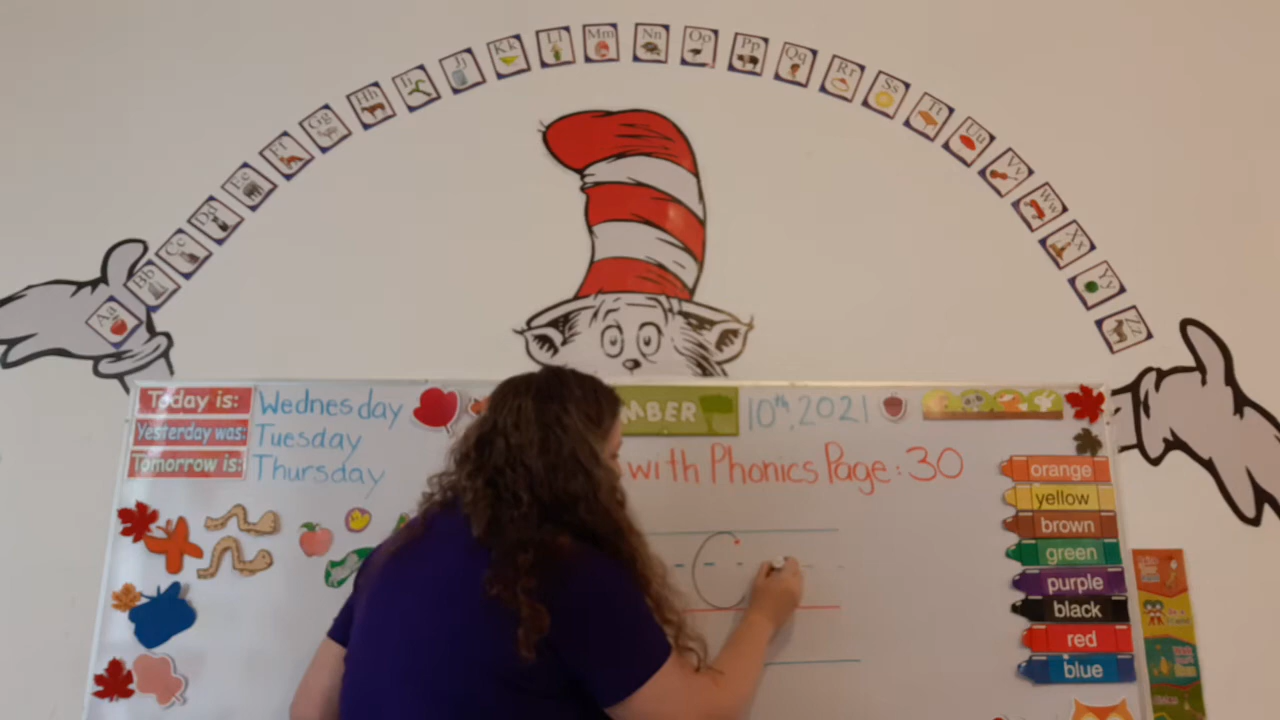 Aa
Bb
Cc
Dd
Ee
Ff
Gg
Hh
Ii
Jj
Kk
Ll
Mm
Nn
Oo
Pp
Qq
Rr
Ss
Tt
Uu
Vv
Ww
Xx
Yy
Zz
Today is: Wednesday
MBER 10th, 2021
Yesterday was: Tuesday
Tomorrow is: Thursday
with Phonics Page: 30
C
orange
yellow
brown
green
purple
black
red
blue